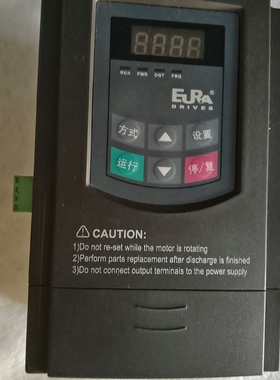 RUN FWD DGT FRQ
EURA
DRIVES
方式 设置
运行 停/复
CAUTION:
1)Do not re-set while the motor is rotating
2)Perform parts replacement after discharge is finished
3)Do not connect output terminals to the power supply